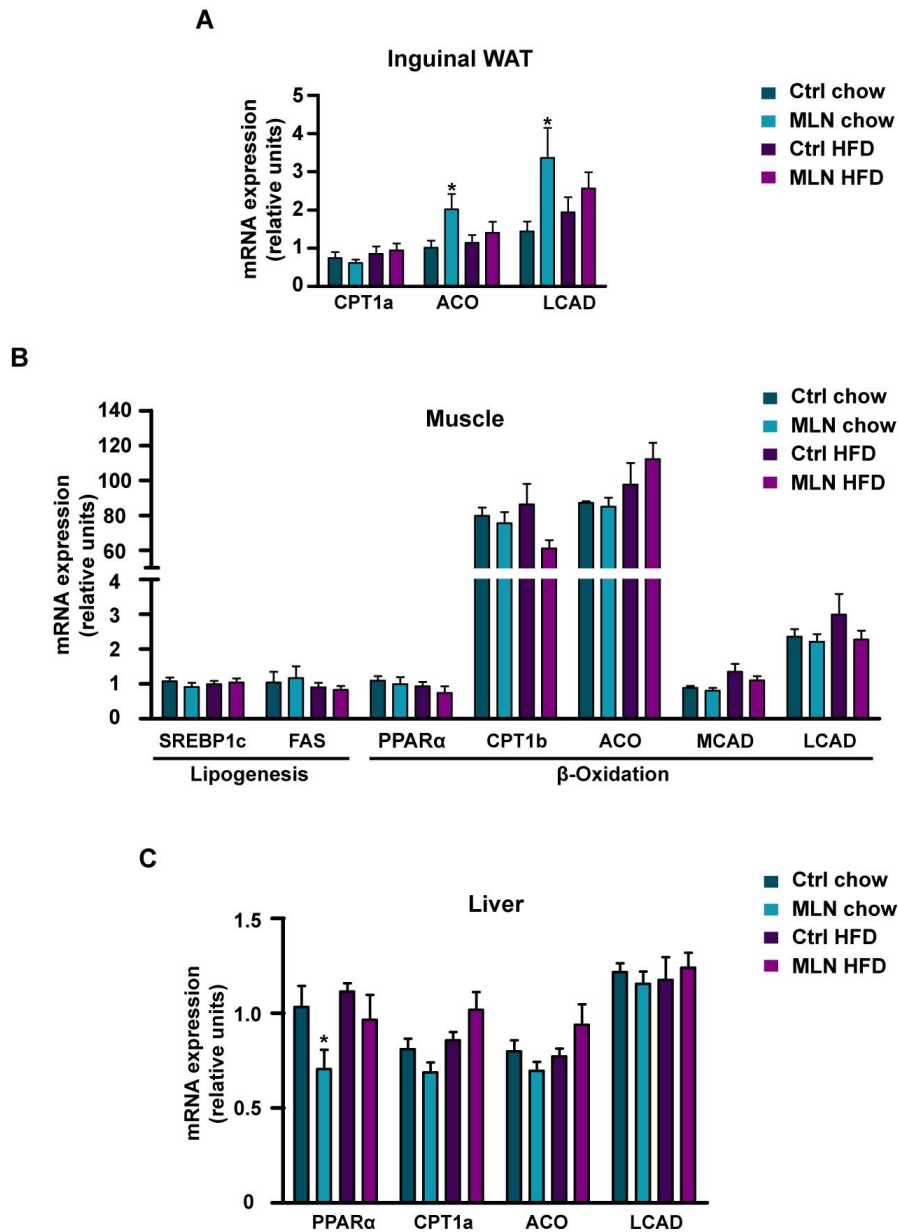 A
Inguinal WAT
mRNA expression
(relative units)
5
4
3
2
1
0
*
*
CPT1a ACO LCAD
Ctrl chow
MLN chow
Ctrl HFD
MLN HFD
B
Muscle
mRNA expression
(relative units)
140
120
100
80
60
4
3
2
1
0
SREBP1c FAS PPARα CPT1b ACO MCAD LCAD
Lipogenesis β-Oxidation
Ctrl chow
MLN chow
Ctrl HFD
MLN HFD
C
Liver
mRNA expression
(relative units)
1.5
1.0
0.5
0
*
PPARα CPT1a ACO LCAD
Ctrl chow
MLN chow
Ctrl HFD
MLN HFD